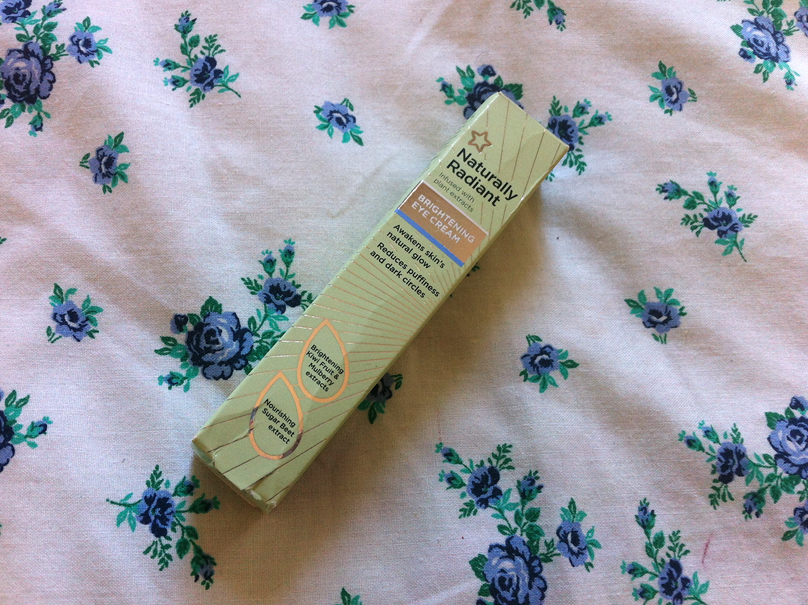 Naturally
Radiant
Infused with
plant extracts
BRIGHTENING
EYE CREAM
Awakens skin's
natural glow
Reduces puffiness
and dark circles
Brightening
Kiwi Fruit &
Mulberry
extracts
Nourishing
Sugar Beet
extract